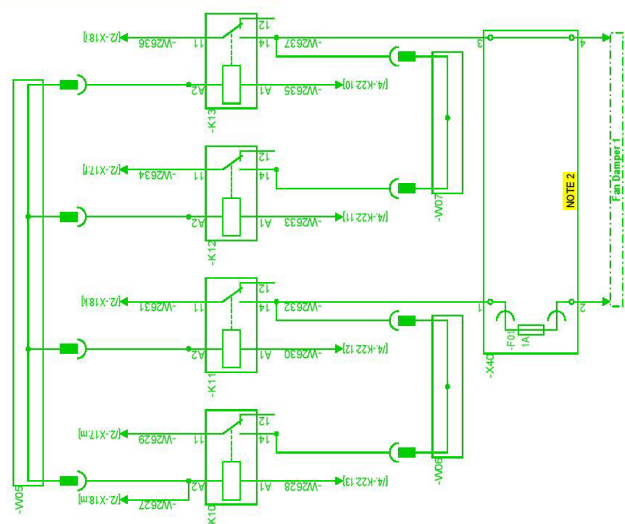 [/2.-X18.l]
-W2636
11
12
14
-W2637
3
4
A2
A1
-W2635
[/4.-K22:10]
-K13
[/2.-X17:f]
-W2634
11
12
14
A2
A1
-W2633
[/4.-K22:11]
-K12
-W07
NOTE 2
Fan Damper 1
[/2.-X18:k]
-W2631
11
12
14
-W2632
1
2
A2
A1
-W2630
[/4.-K22:12]
-K11
-F01
1A
-X40
[/2.-X17:m]
-W2629
11
12
14
A2
A1
-W2628
[/4.-K22:13]
-K10
-W06
-W05
[/2.-X18:m]
-W2627